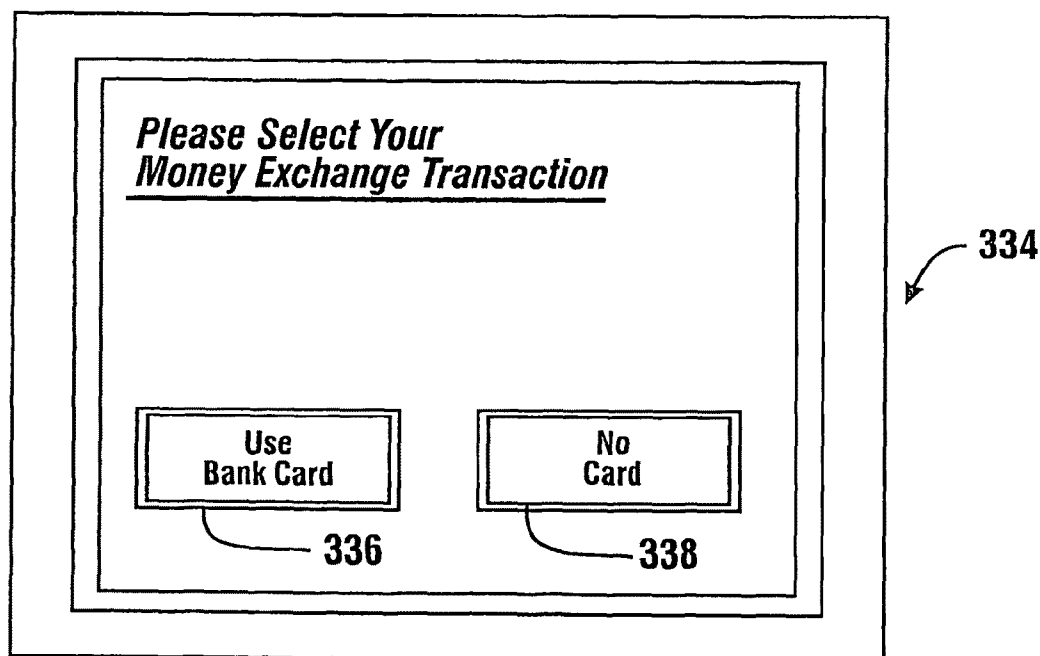 Please Select Your
Money Exchange Transaction
334
Use
Bank Card
No
Card
336
338